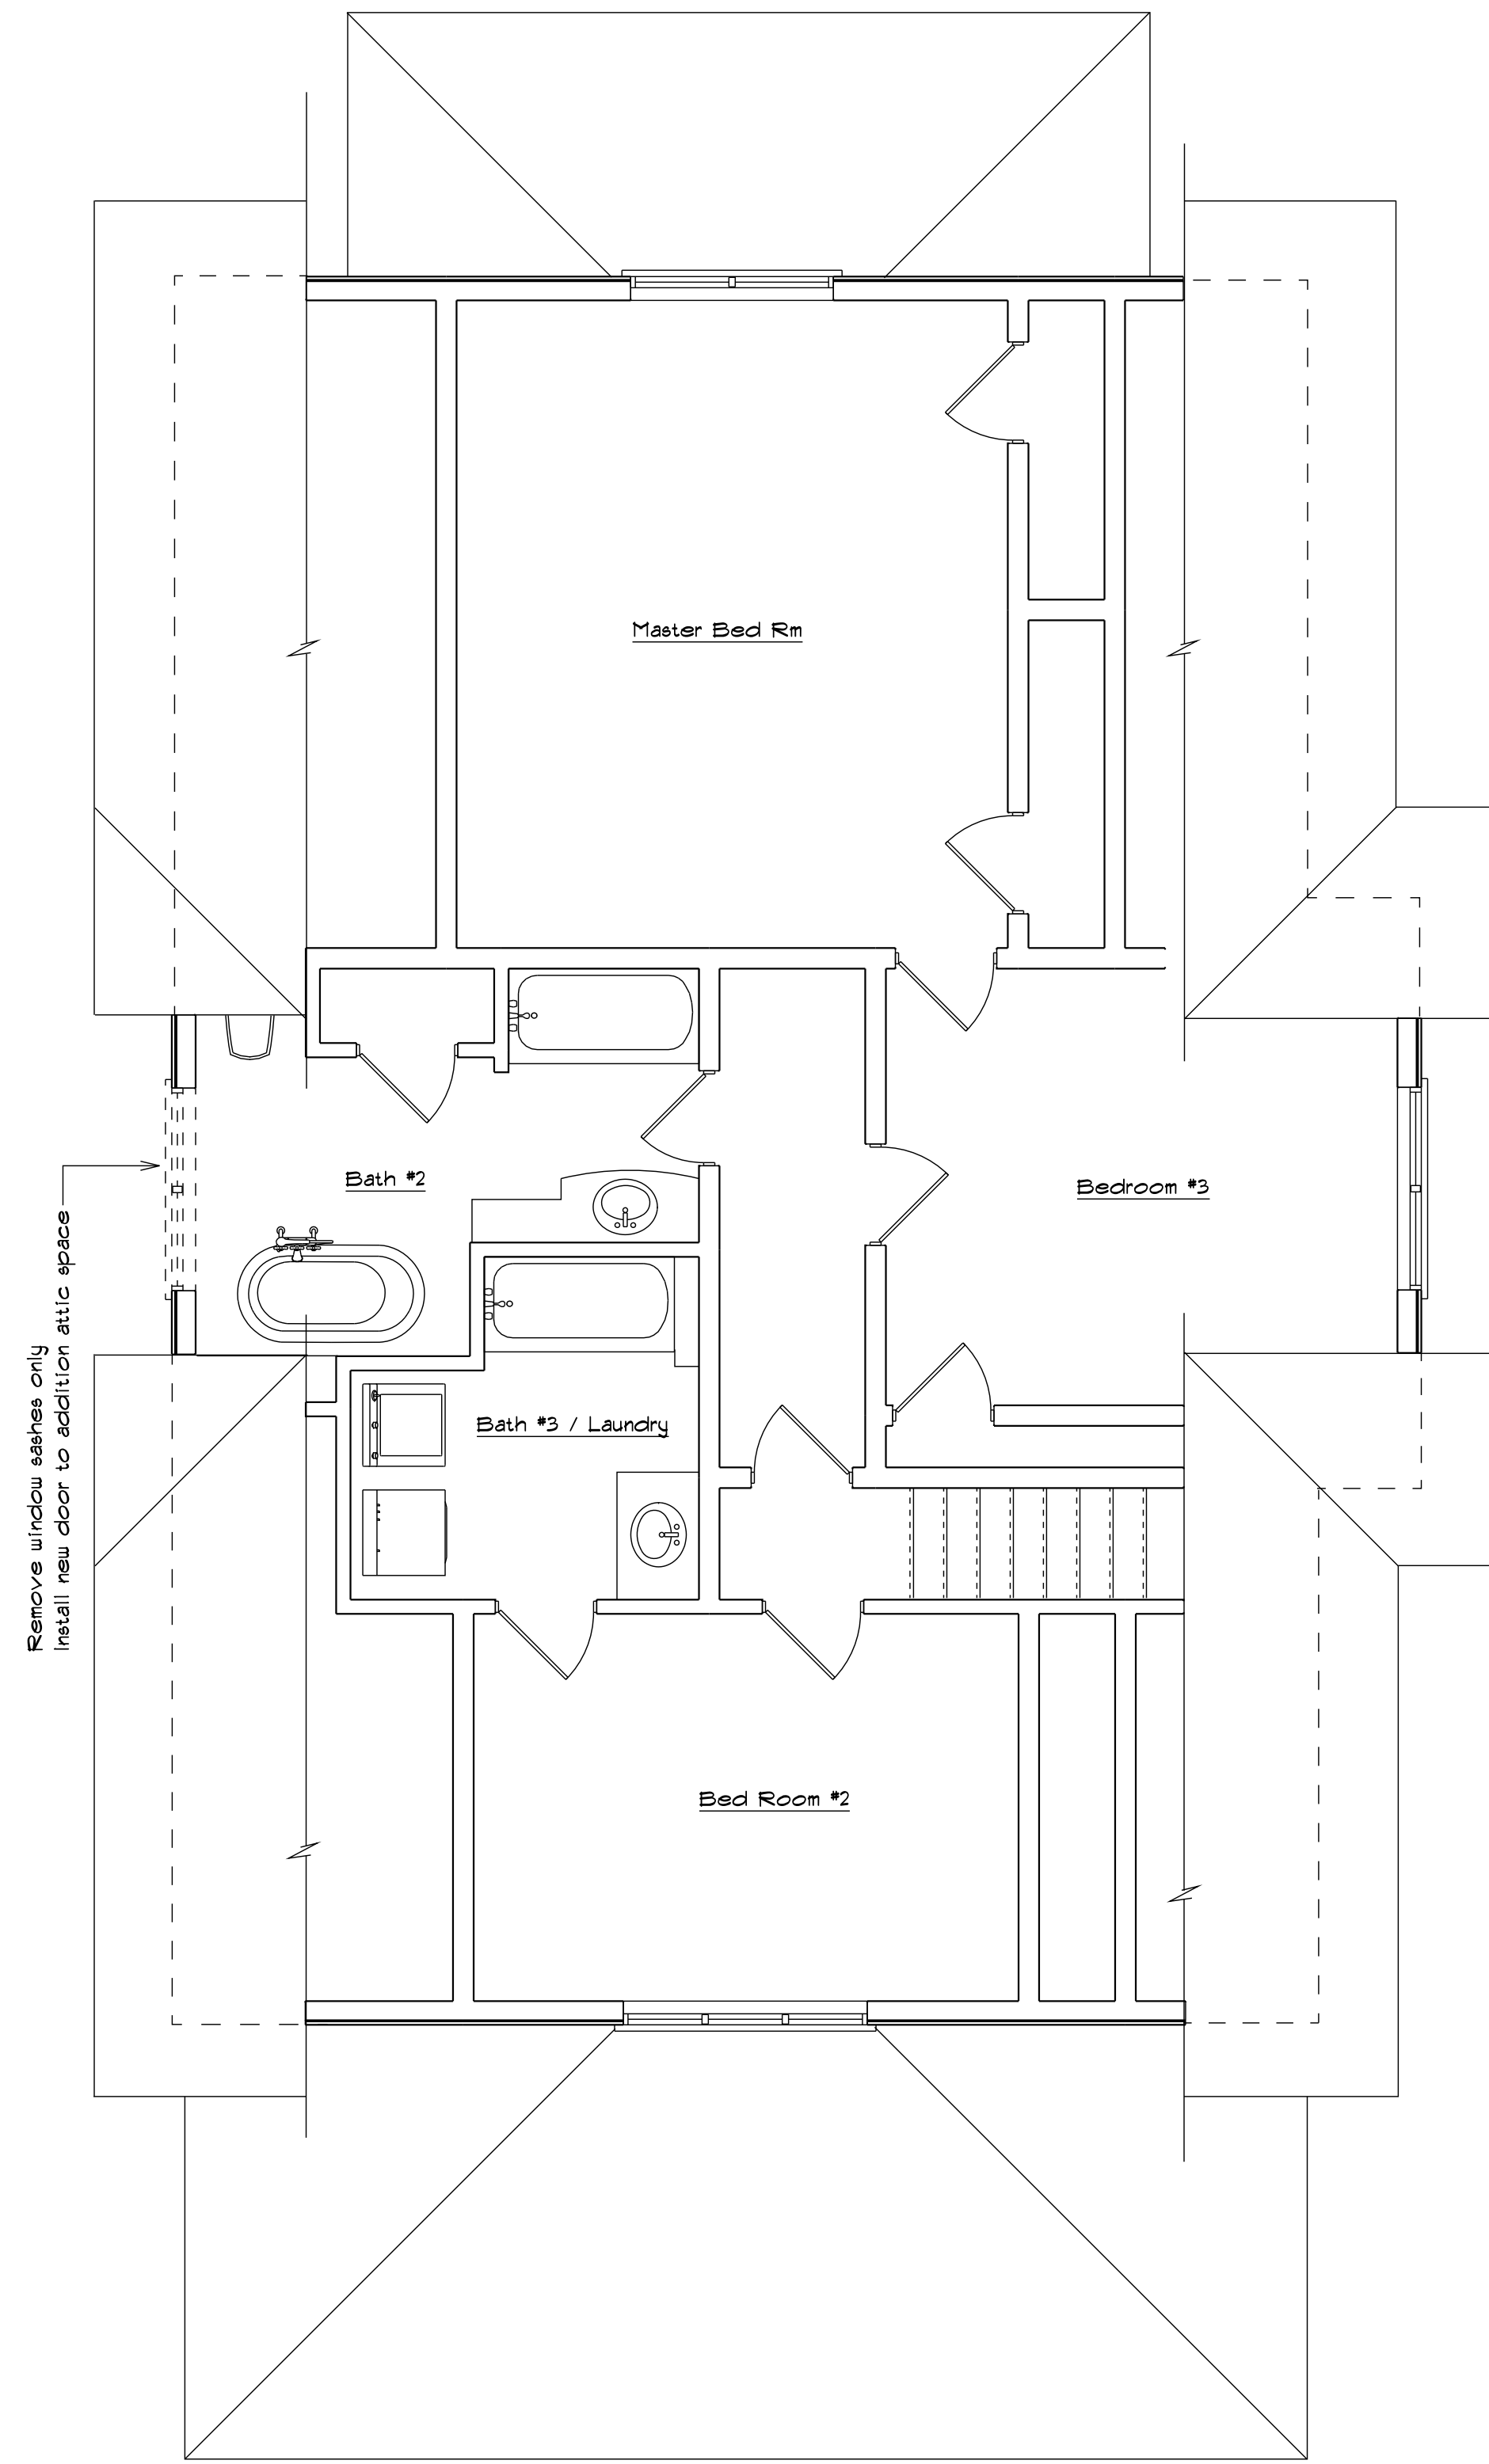 Master Bed Rm
Bath #2
Bedroom #3
Remove window sashes only
Install new door to addition attic space
Bath #3 / Laundry
Bed Room #2